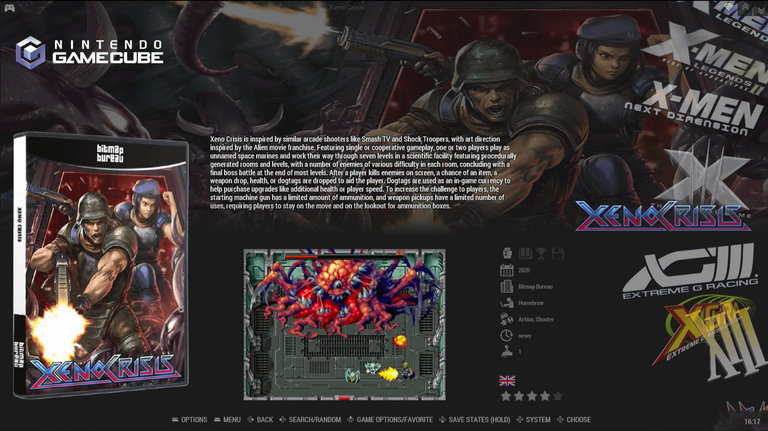 XenoCrisis
NINTENDO
GAMECUBE
X-MEN
LEGENDS
X-MEN
LEGENDS II
X-MEN
NEXT DIMENSION
bitmap
bureau
XENO CRISIS
bitmap
bureau
XENOCRISIS
Xeno Crisis is inspired by similar arcade shooters like Smash TV and Shock Troopers, with art direction
inspired by the Alien movie franchise. Featuring single or cooperative gameplay, one or two players play as
unnamed space marines and work their way through seven levels in a scientific facility featuring procedurally
generated rooms and levels, with a number of enemies of various difficulty in each room, concluding with a
final boss battle at the end of most levels. After a player kills enemies on screen, a chance of an item, a
weapon drop, health, or dogtags are dropped to aid the player. Dogtags are used as an in-game currency to
help purchase upgrades like additional health or player speed. To increase the challenge to players, the
starting machine gun has a limited amount of ammunition, and weapon pickups have a limited number of
uses, requiring players to stay on the move and on the lookout for ammunition boxes.
XENOCRISIS
2020
Bitmap Bureau
Homebrew
Action, Shooter
never
1
XGIII
EXTREME G RACING
XIII
OPTIONS
MENU
BACK
SEARCH/RANDOM
GAME OPTIONS/FAVORITE
SAVE STATES (HOLD)
SYSTEM
CHOOSE
16:17